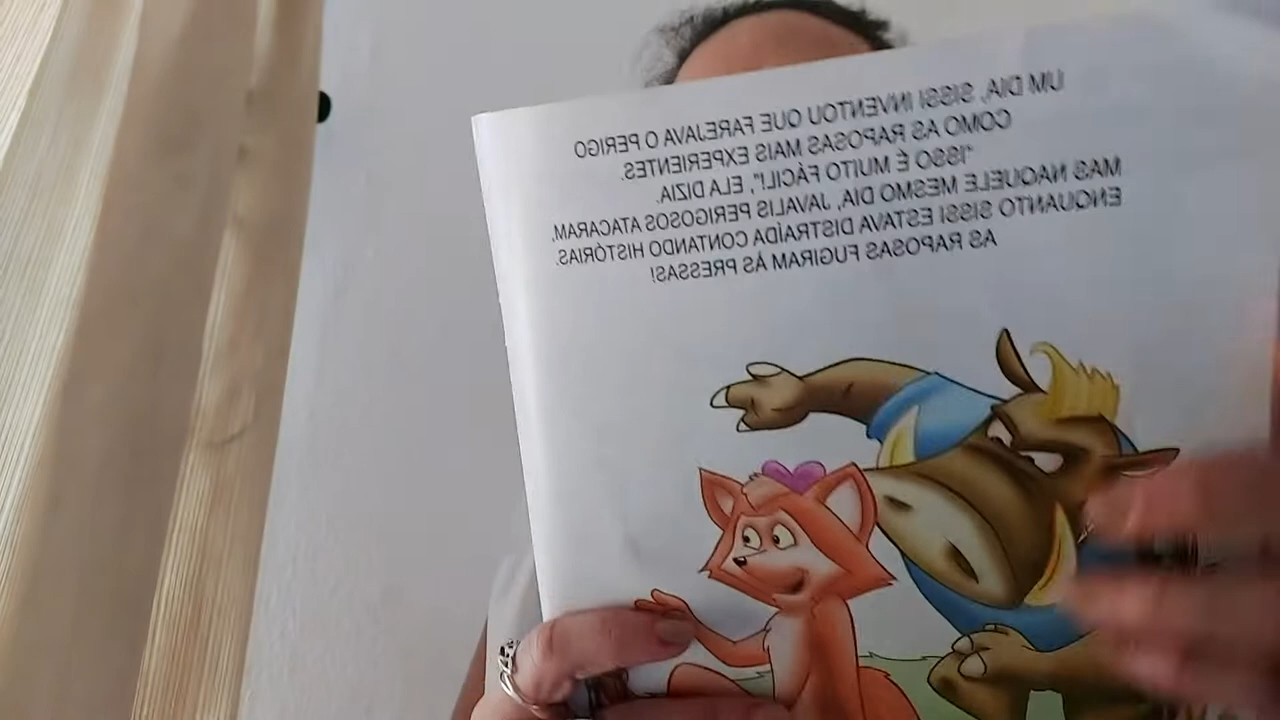 UM DIA, SISSI INVENTOU QUE FAREJAVA O PERIGO
COMO AS RAPOSAS MAIS EXPERIENTES.
"ISSO É MUITO FÁCIL!", ELA DIZIA.
MAS NAQUELE MESMO DIA, JAVALIS PERIGOSOS ATACARAM,
ENQUANTO SISSI ESTAVA DISTRAÍDA CONTANDO HISTÓRIAS.
AS RAPOSAS FUGIRAM ÀS PRESSAS!